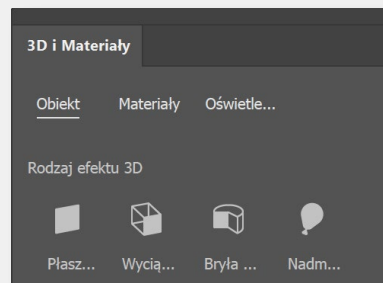 3D i Materiały
Obiekt Materiały Oświetle...
Rodzaj efektu 3D
Płasz... Wycią... Bryła ... Nadm...